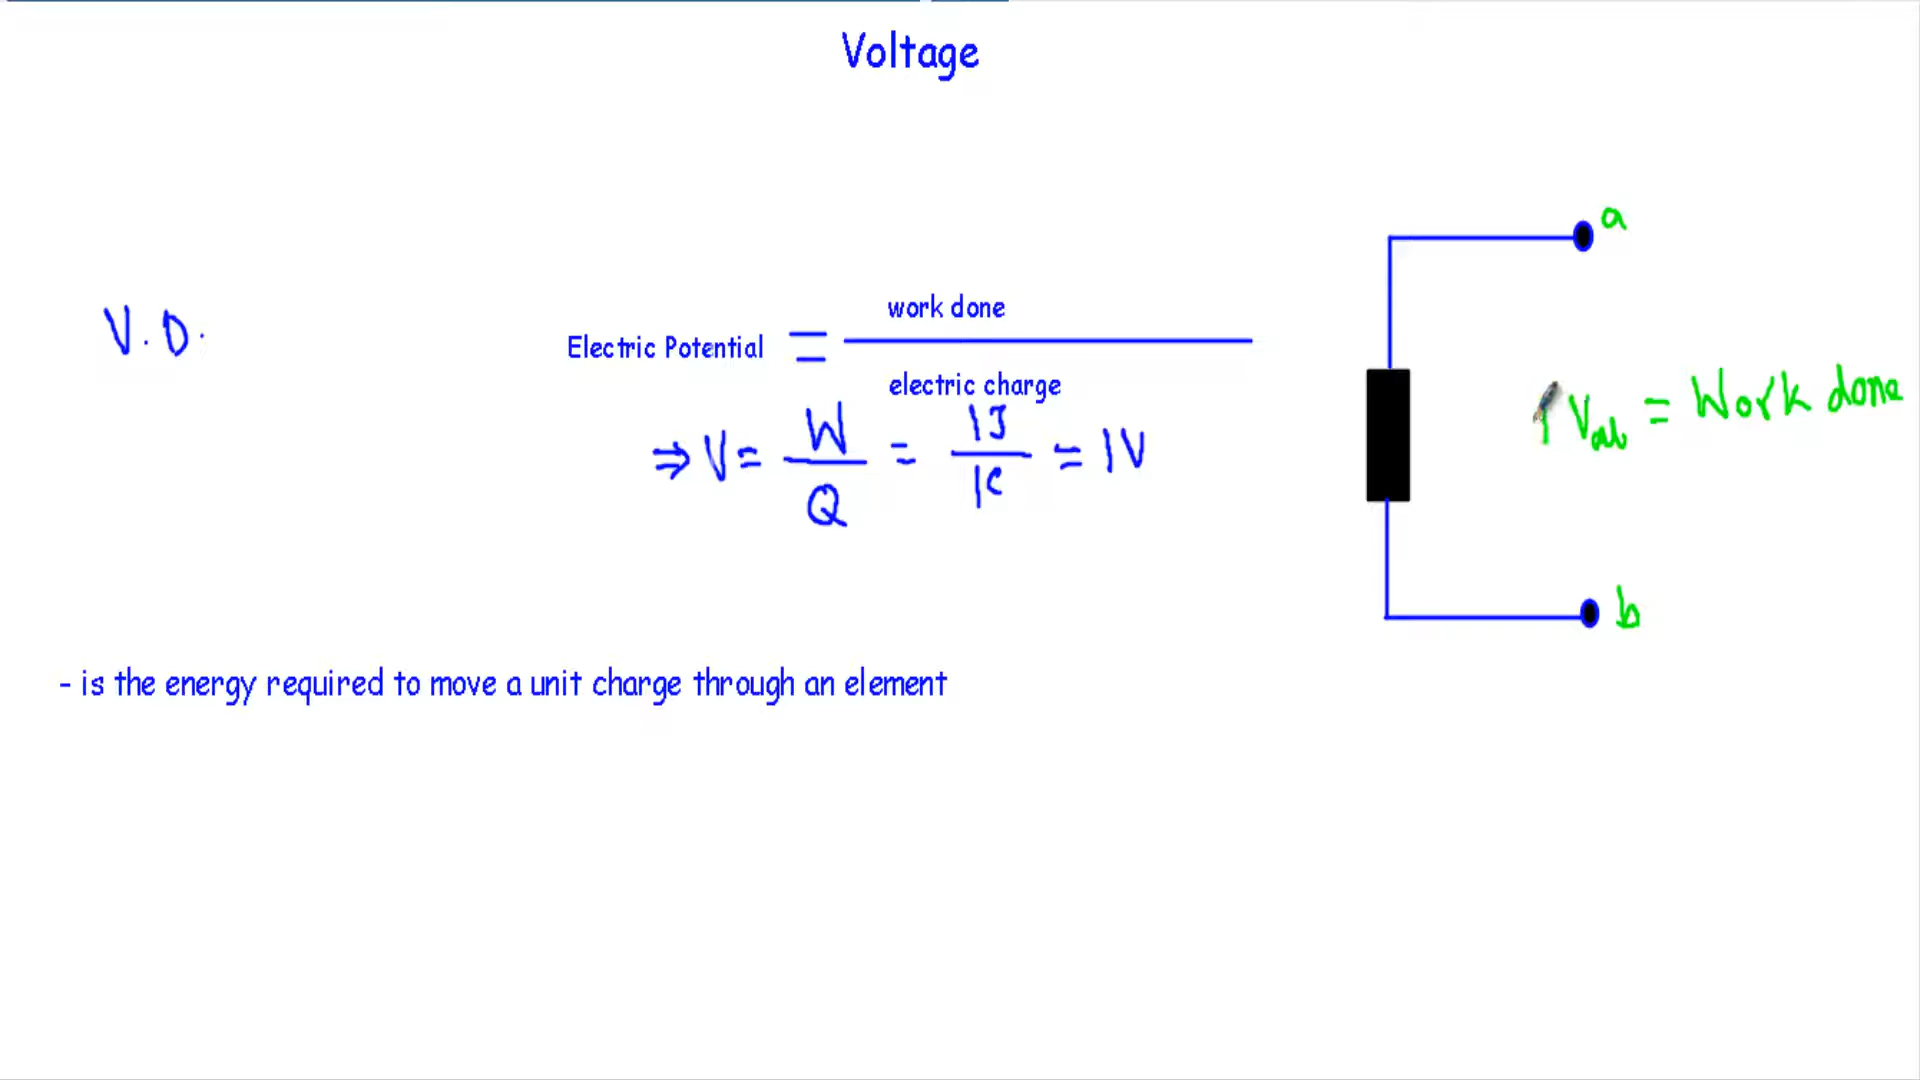 Voltage
a
work done
V.D.
Electric Potential =
electric charge
Vab = Work done
⇒ V = W/Q = 1J/1C = 1V
b
- is the energy required to move a unit charge through an element